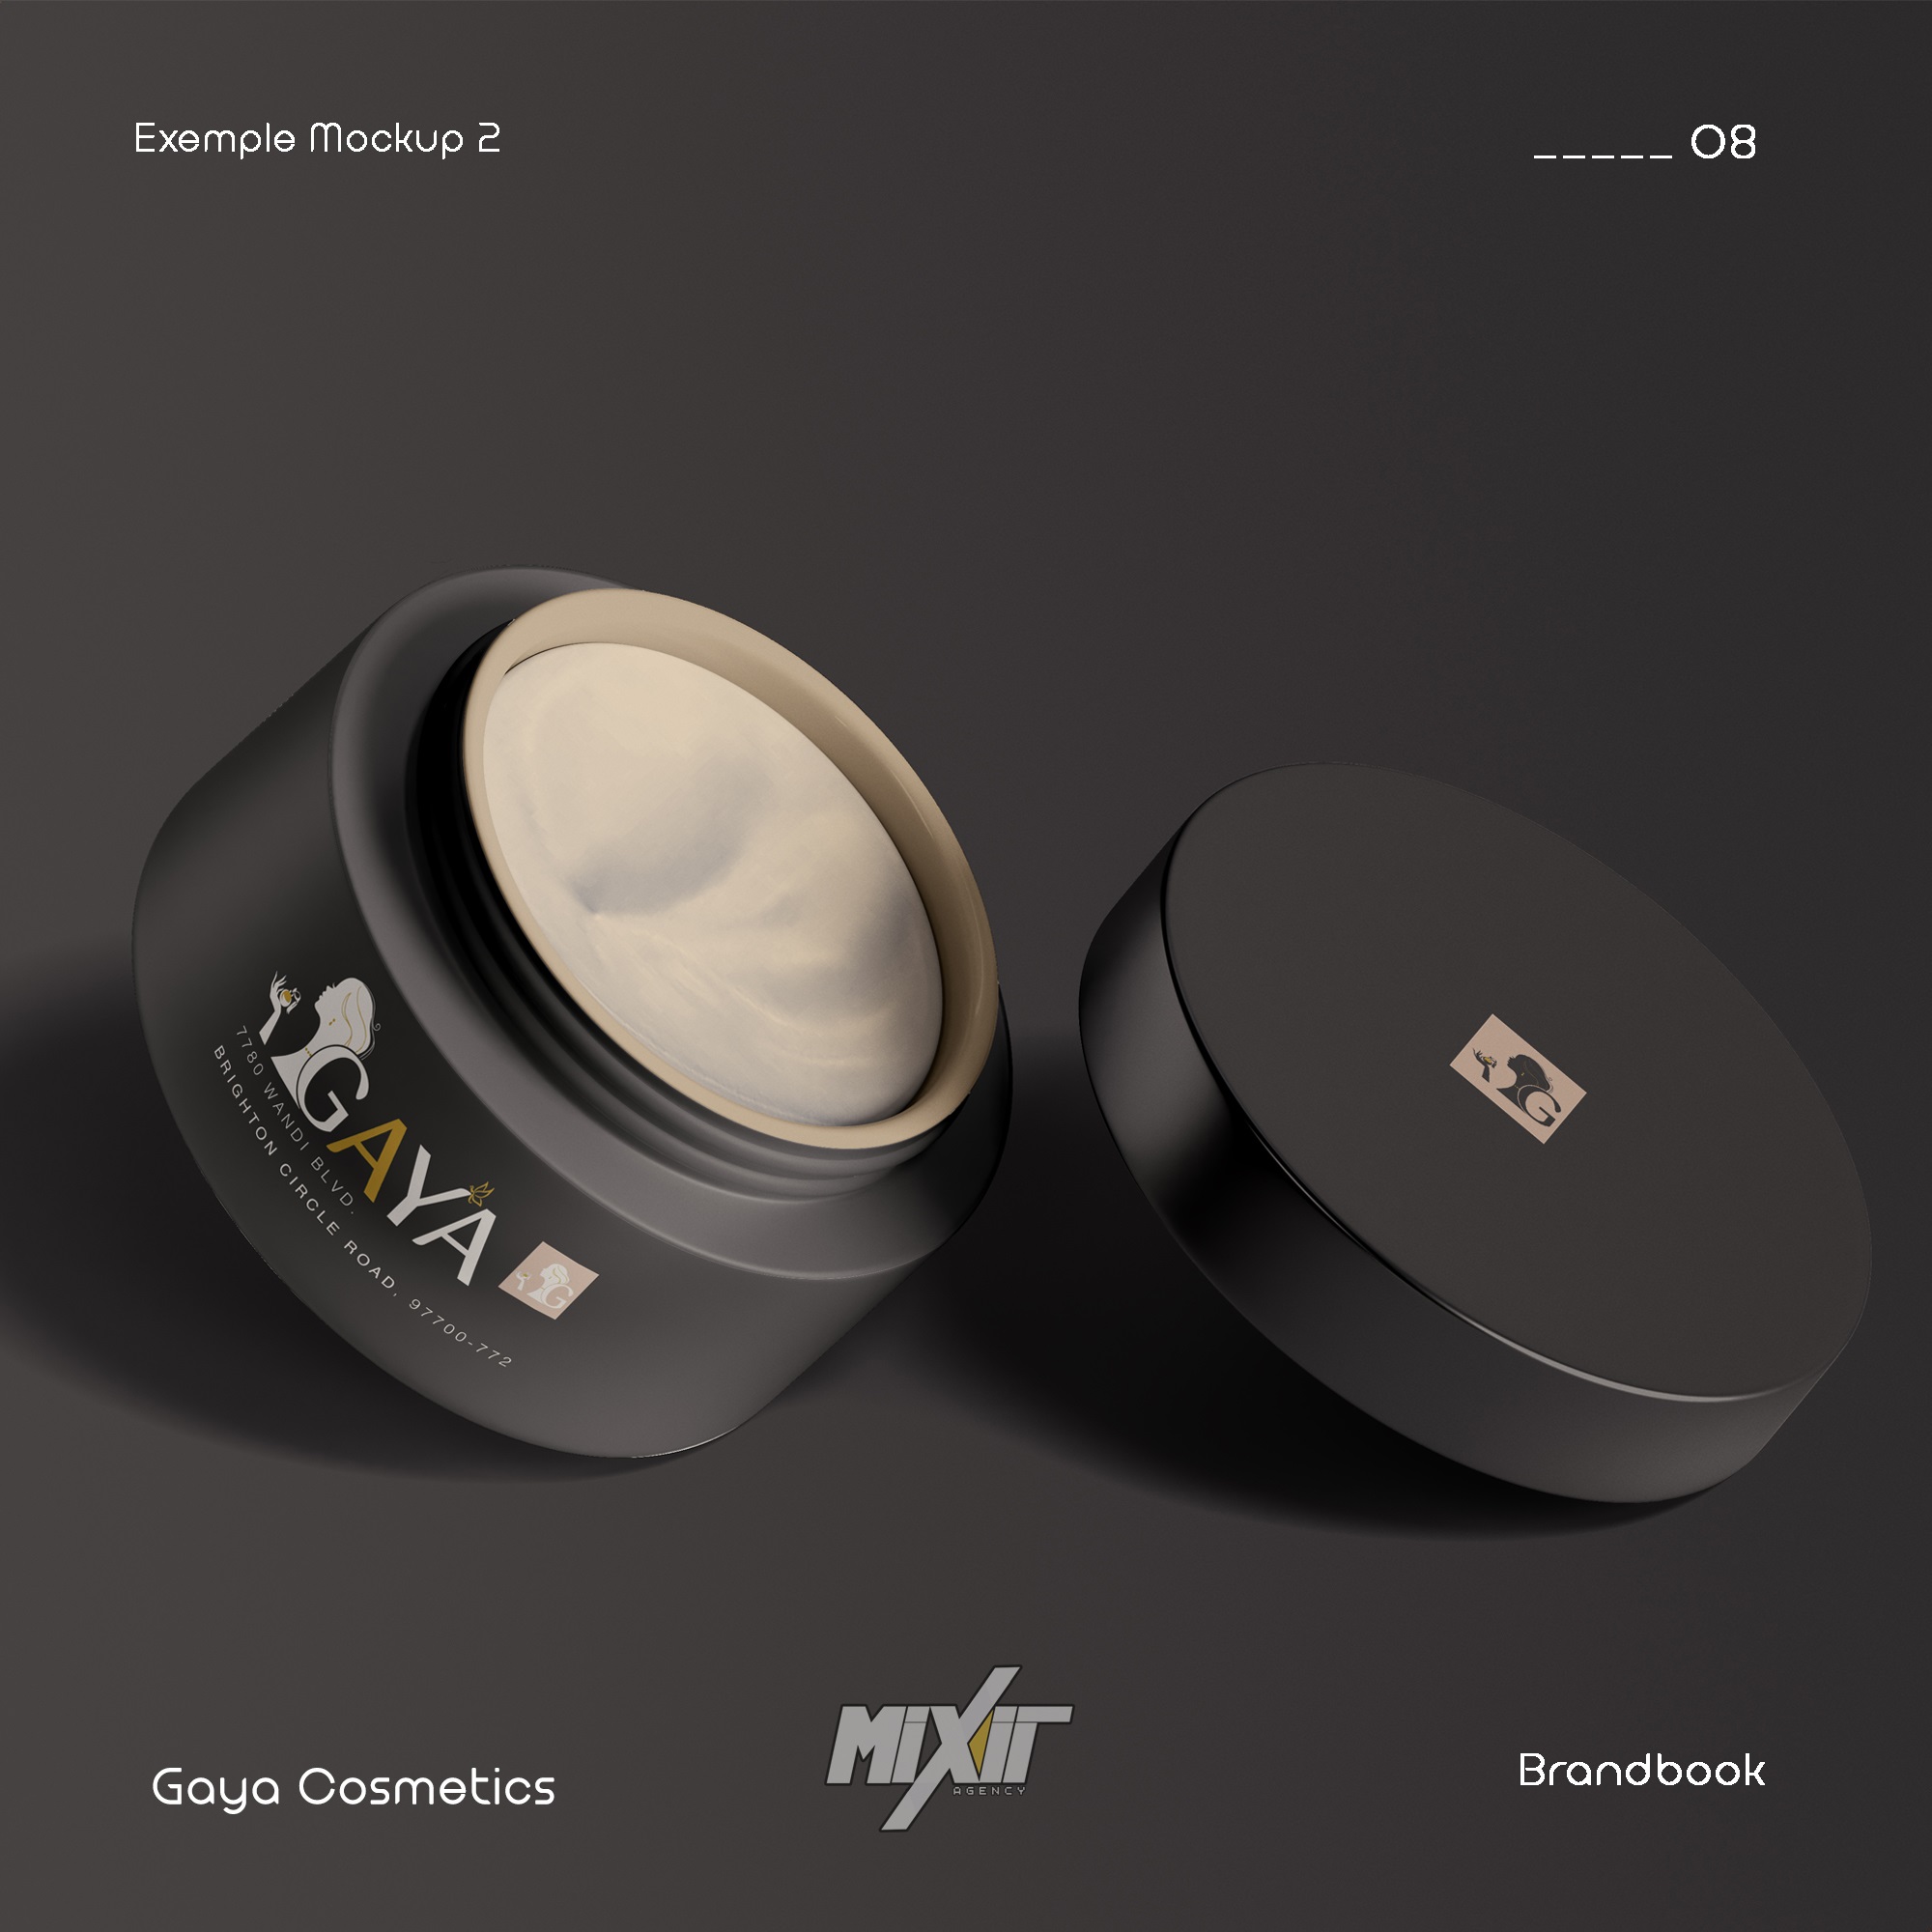 Exemple Mockup 2
_____ 08
GAYA
7780 WANDI BLVD.
BRIGHTON CIRCLE ROAD, 97700-772
G
G
Gaya Cosmetics
MIXIT
AGENCY
Brandbook